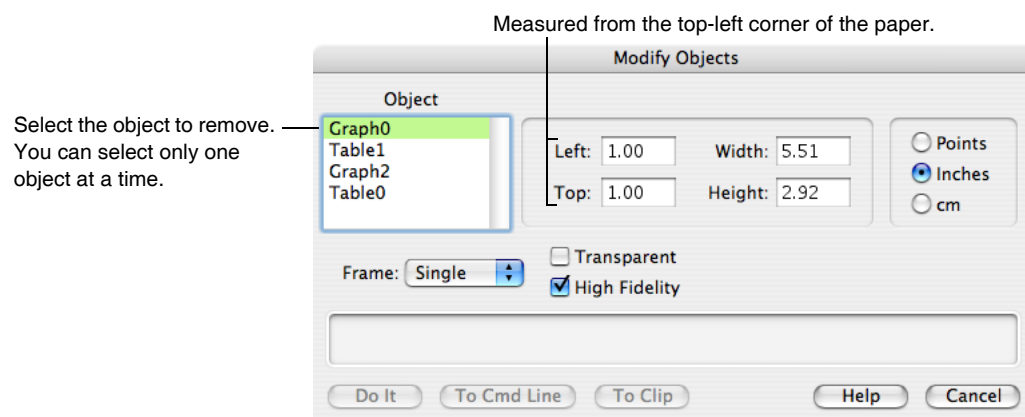 Measured from the top-left corner of the paper.
Modify Objects
Object
Select the object to remove.
You can select only one
object at a time.
Graph0
Table1
Graph2
Table0
Left: 1.00 Width: 5.51
Top: 1.00 Height: 2.92
Points
Inches
cm
Frame: Single
Transparent
High Fidelity
Do It To Cmd Line To Clip Help Cancel